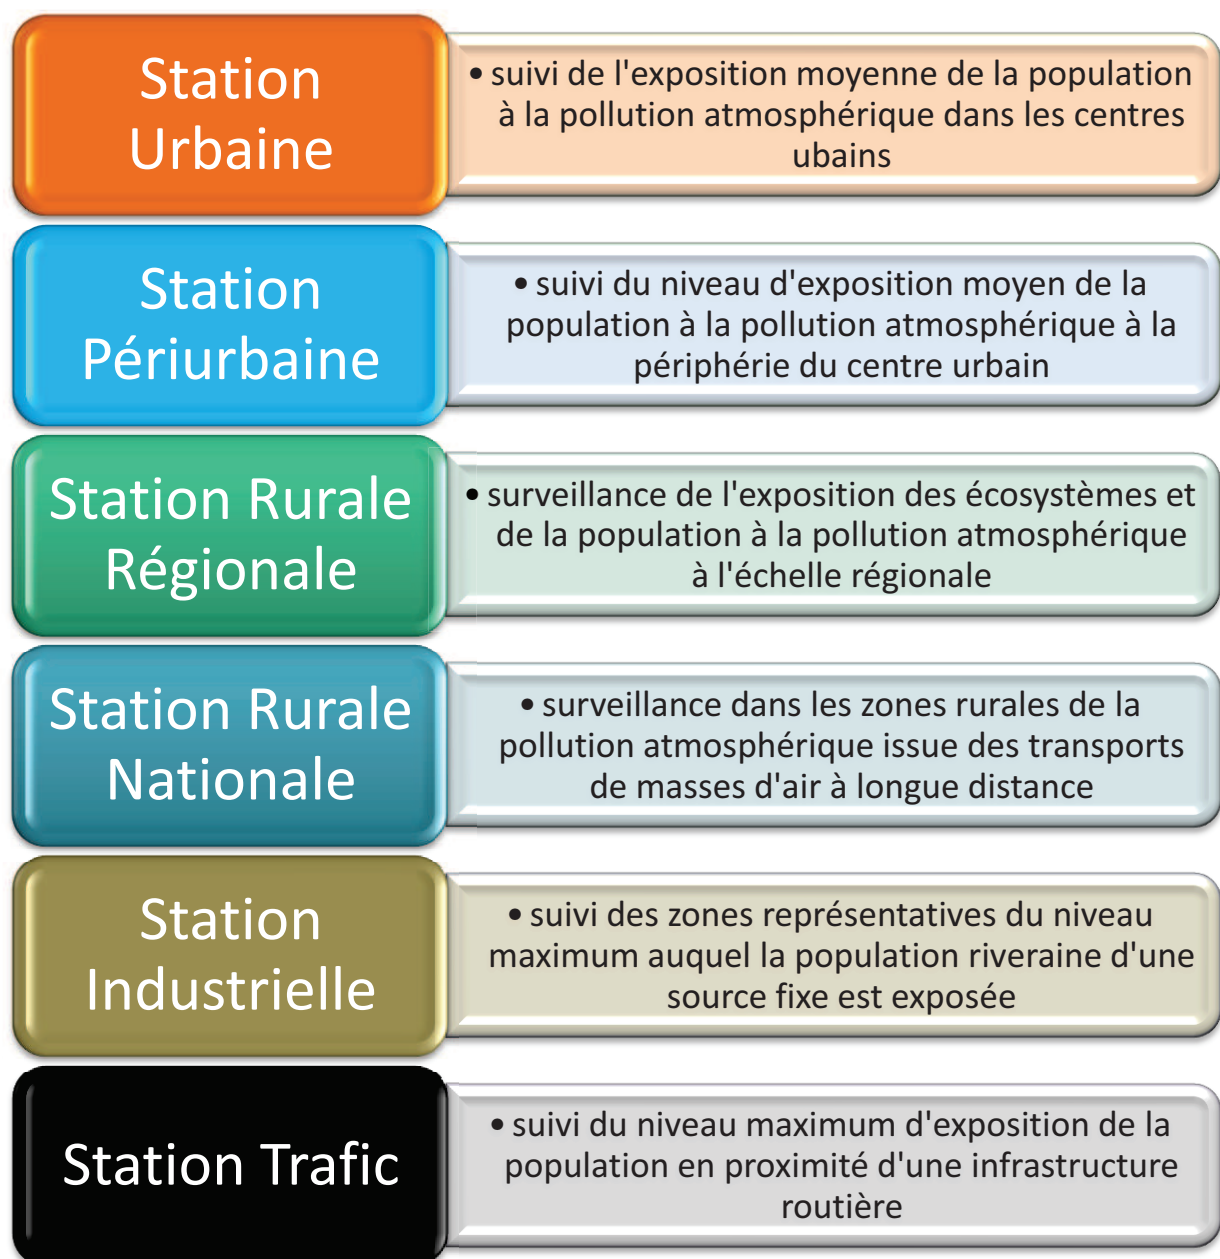 Station
Urbaine
• suivi de l'exposition moyenne de la population
à la pollution atmosphérique dans les centres
ubains
Station
Périurbaine
• suivi du niveau d'exposition moyen de la
population à la pollution atmosphérique à la
périphérie du centre urbain
Station Rurale
Régionale
• surveillance de l'exposition des écosystèmes et
de la population à la pollution atmosphérique
à l'échelle régionale
Station Rurale
Nationale
• surveillance dans les zones rurales de la
pollution atmosphérique issue des transports
de masses d'air à longue distance
Station
Industrielle
• suivi des zones représentatives du niveau
maximum auquel la population riveraine d'une
source fixe est exposée
Station Trafic
• suivi du niveau maximum d'exposition de la
population en proximité d'une infrastructure
routière